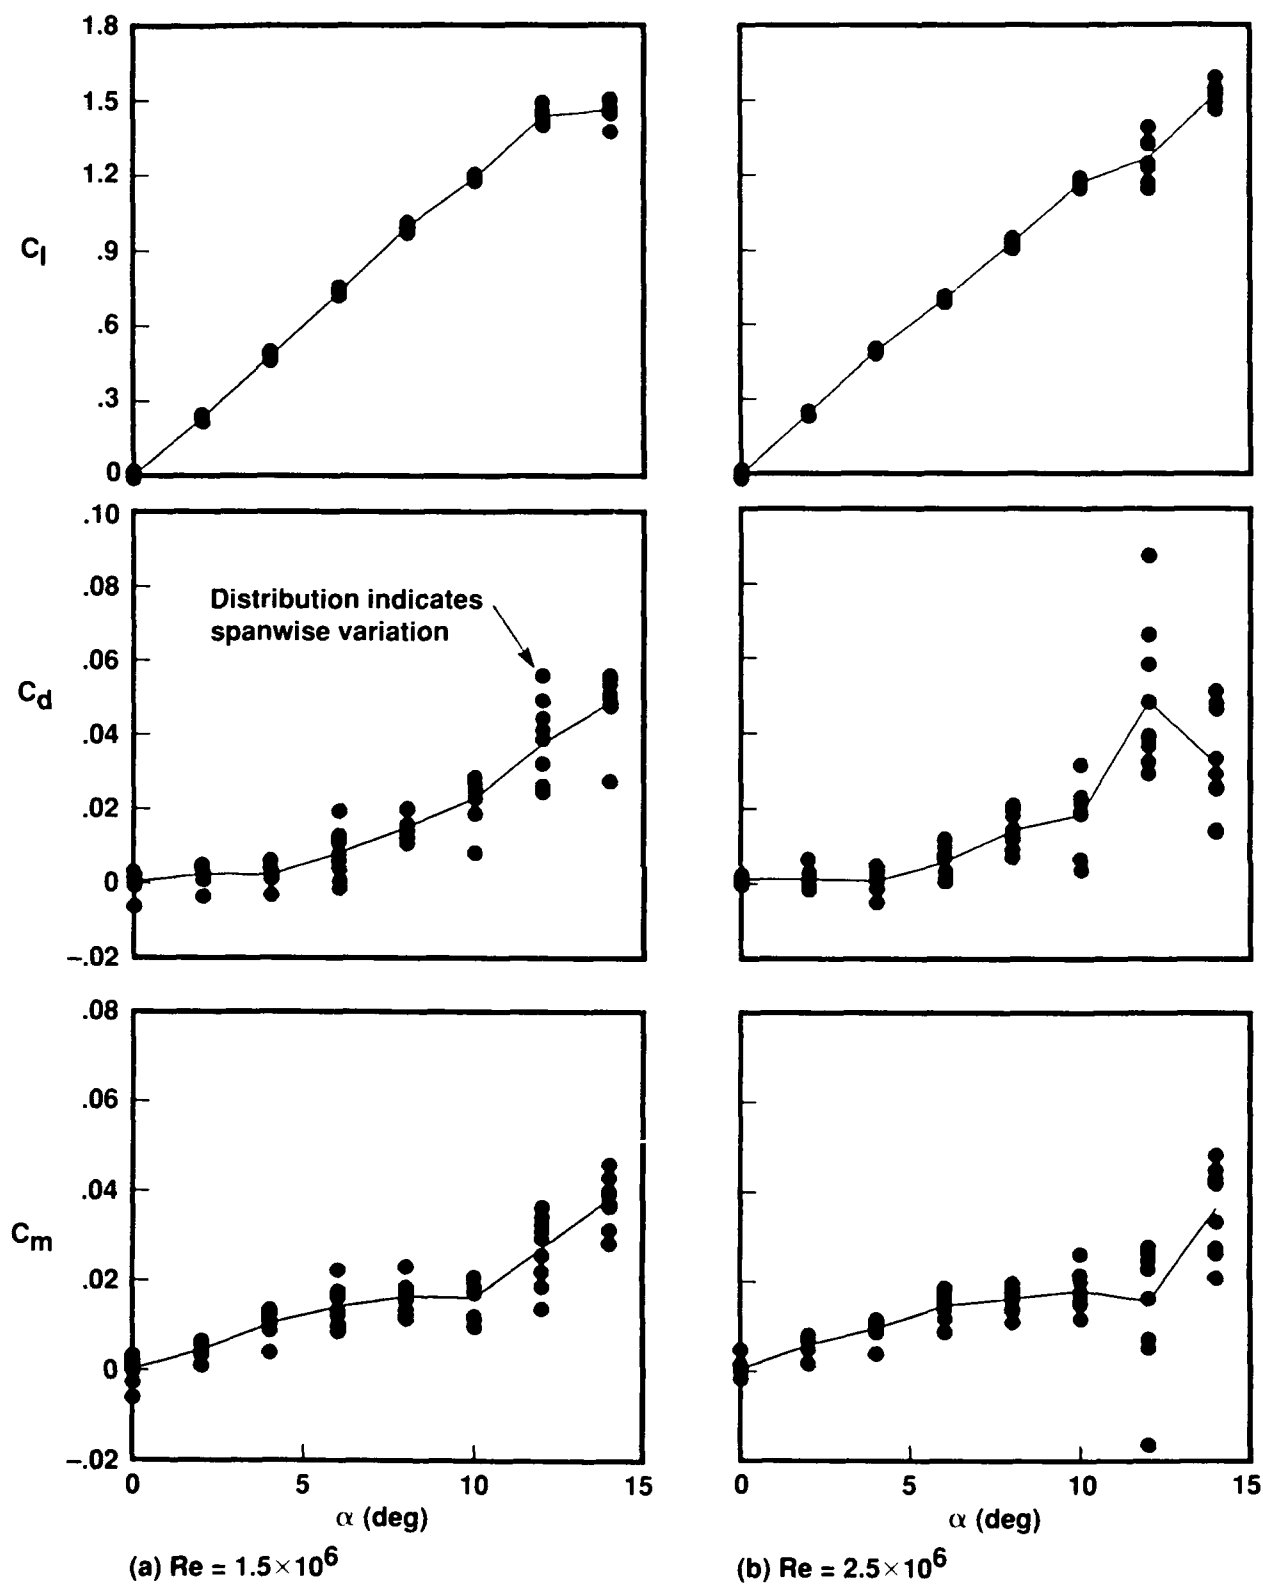 1.8
1.5
1.2
.9
.6
.3
0
Cl
.10
.08
.06
.04
.02
0
−.02
Cd
Distribution indicates
spanwise variation
.08
.06
.04
.02
0
−.02
Cm
0 5 10 15
α (deg)
(a) Re = 1.5×10⁶
0 5 10 15
α (deg)
(b) Re = 2.5×10⁶